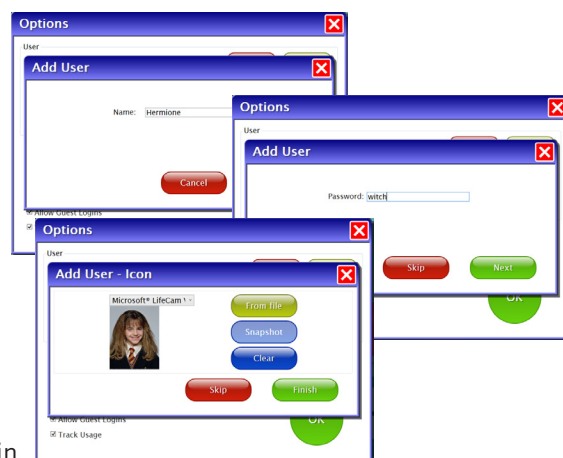 Options
User
Add User
Name: Hermione
Cancel
Allow Guest Logins
Options
User
Add User
Password: witch
Skip Next
OK
Options
User
Add User - Icon
Microsoft® LifeCam
From file
Snapshot
Clear
Skip Finish
Allow Guest Logins
OK
Track Usage
in